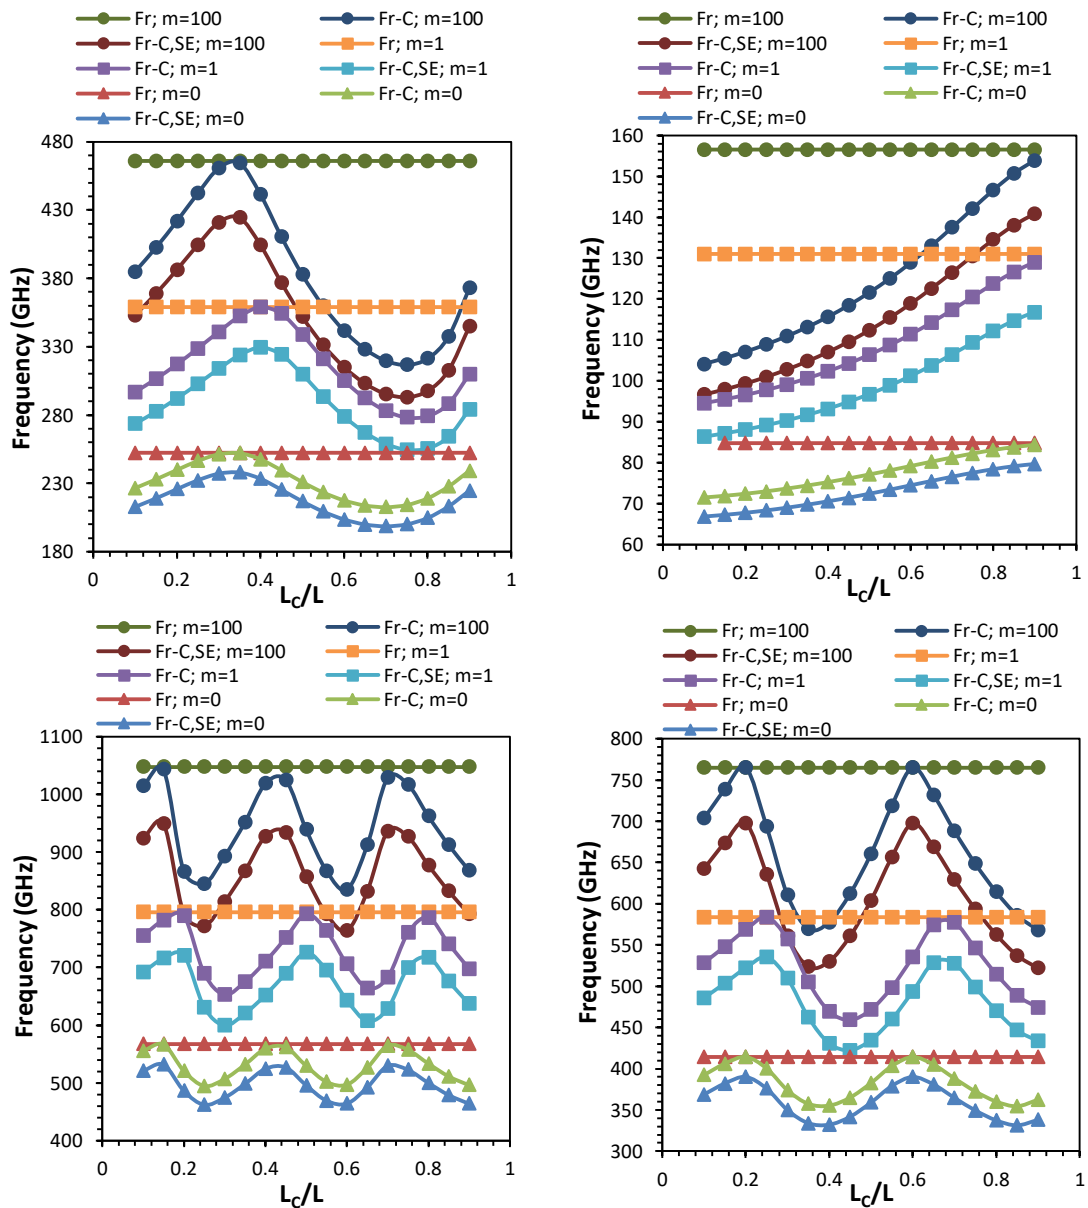 Fr; m=100 Fr-C; m=100
Fr-C,SE; m=100 Fr; m=1
Fr-C; m=1 Fr-C,SE; m=1
Fr; m=0 Fr-C; m=0
Fr-C,SE; m=0
480
430
380
330
280
230
180
Frequency (GHz)
0 0.2 0.4 0.6 0.8 1
L_C/L
Fr; m=100 Fr-C; m=100
Fr-C,SE; m=100 Fr; m=1
Fr-C; m=1 Fr-C,SE; m=1
Fr; m=0 Fr-C; m=0
Fr-C,SE; m=0
160
150
140
130
120
110
100
90
80
70
60
Frequency (GHz)
0 0.2 0.4 0.6 0.8 1
L_C/L
Fr; m=100 Fr-C; m=100
Fr-C,SE; m=100 Fr; m=1
Fr-C; m=1 Fr-C,SE; m=1
Fr; m=0 Fr-C; m=0
Fr-C,SE; m=0
1100
1000
900
800
700
600
500
400
Frequency (GHz)
0 0.2 0.4 0.6 0.8 1
L_C/L
Fr; m=100 Fr-C; m=100
Fr-C,SE; m=100 Fr; m=1
Fr-C; m=1 Fr-C,SE; m=1
Fr; m=0 Fr-C; m=0
Fr-C,SE; m=0
800
750
700
650
600
550
500
450
400
350
300
Frequency (GHz)
0 0.2 0.4 0.6 0.8 1
L_C/L